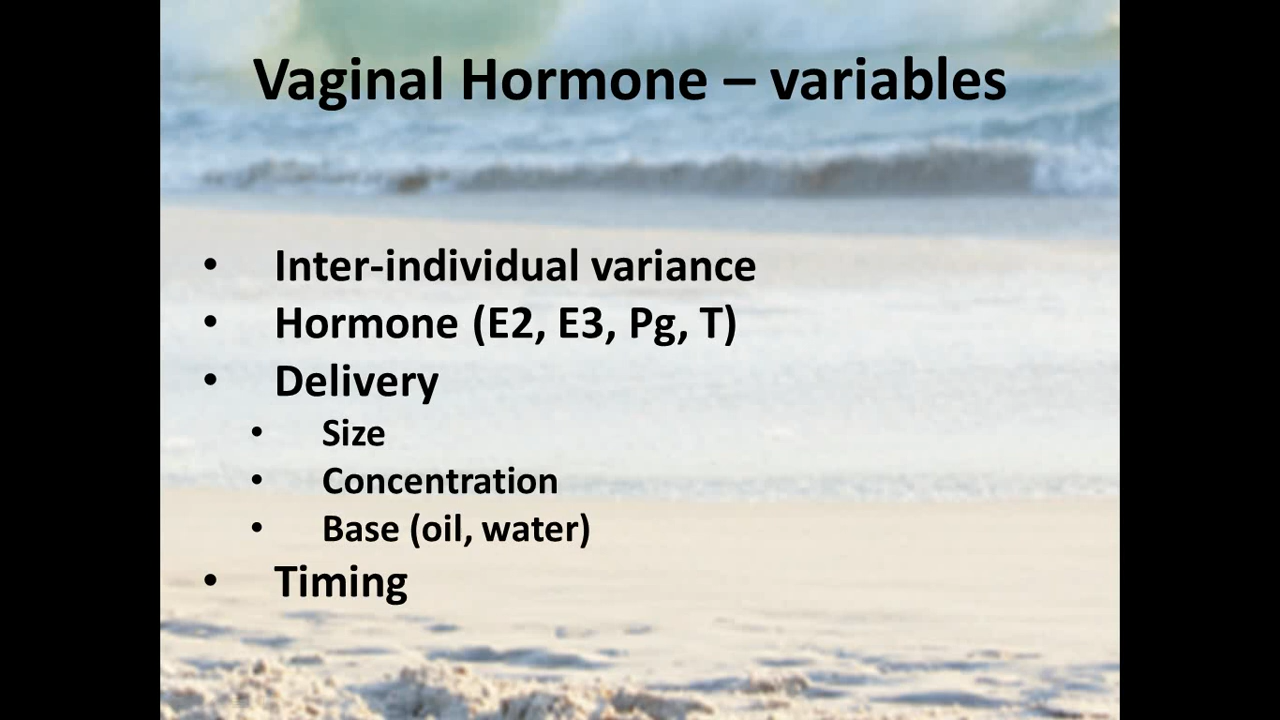 Vaginal Hormone – variables
• Inter-individual variance
• Hormone (E2, E3, Pg, T)
• Delivery
• Size
• Concentration
• Base (oil, water)
• Timing